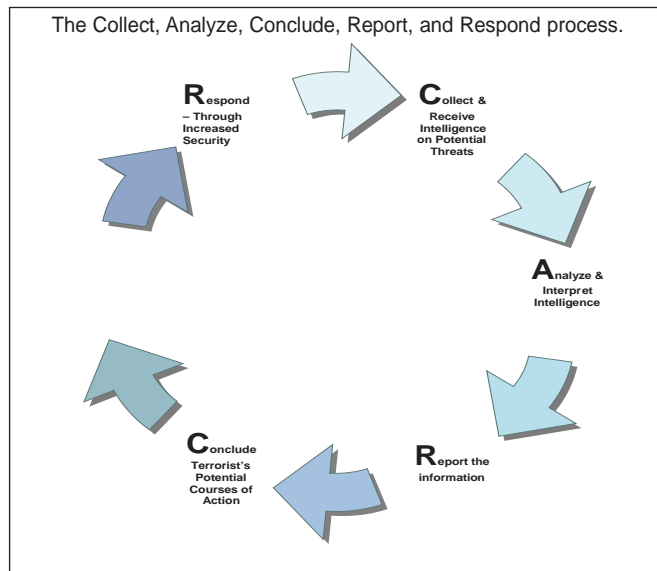 The Collect, Analyze, Conclude, Report, and Respond process.
Respond
– Through
Increased
Security
Collect &
Receive
Intelligence
on Potential
Threats
Analyze &
Interpret
Intelligence
Report the
information
Conclude
Terrorist's
Potential
Courses of
Action